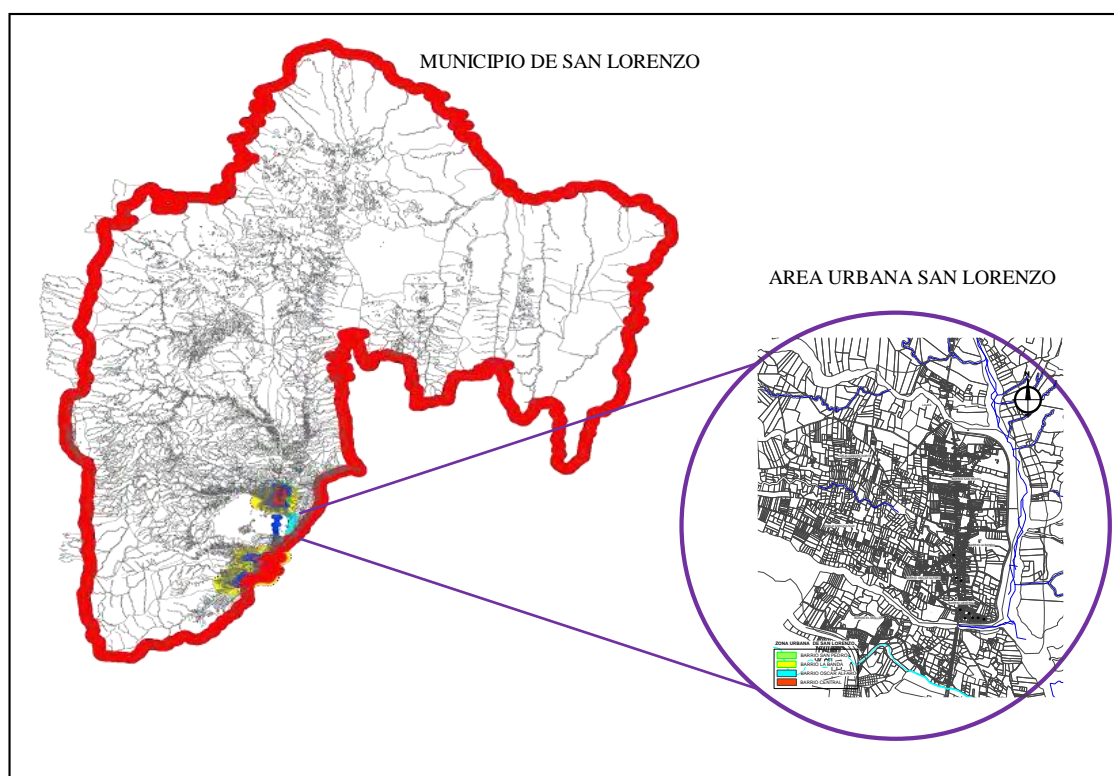 MUNICIPIO DE SAN LORENZO
AREA URBANA SAN LORENZO
N
ZONA URBANA DE SAN LORENZO
BARRIO SAN PEDRO
BARRIO LA BANDA
BARRIO OSCAR ALFARO
BARRIO CENTRAL